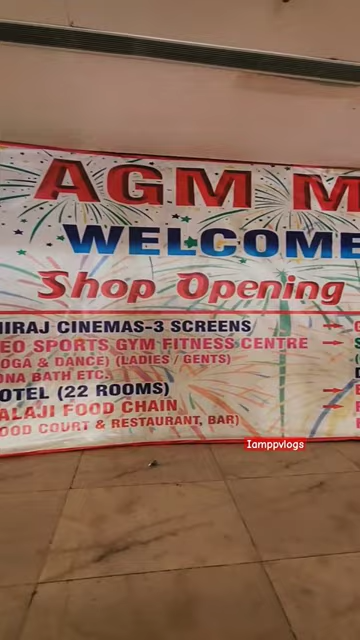 AGM M
WELCOME
Shop Opening
IRAJ CINEMAS-3 SCREENS
EO SPORTS GYM FITNESS CENTRE
OGA & DANCE) (LADIES / GENTS)
ONA BATH ETC.
OTEL (22 ROOMS)
ALAJI FOOD CHAIN
OOD COURT & RESTAURANT, BAR)
Iamppvlogs